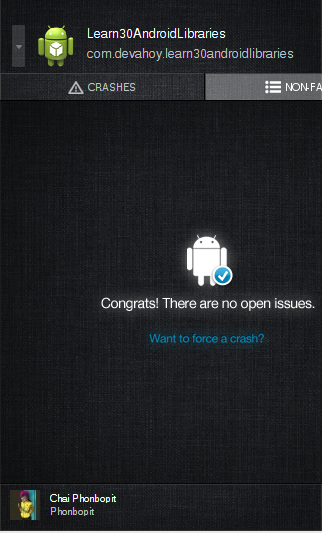 Learn30AndroidLibraries
com.devahoy.learn30androidlibraries
CRASHES
NON-FA
Congrats! There are no open issues.
Want to force a crash?
Chai Phonbopit
Phonbopit